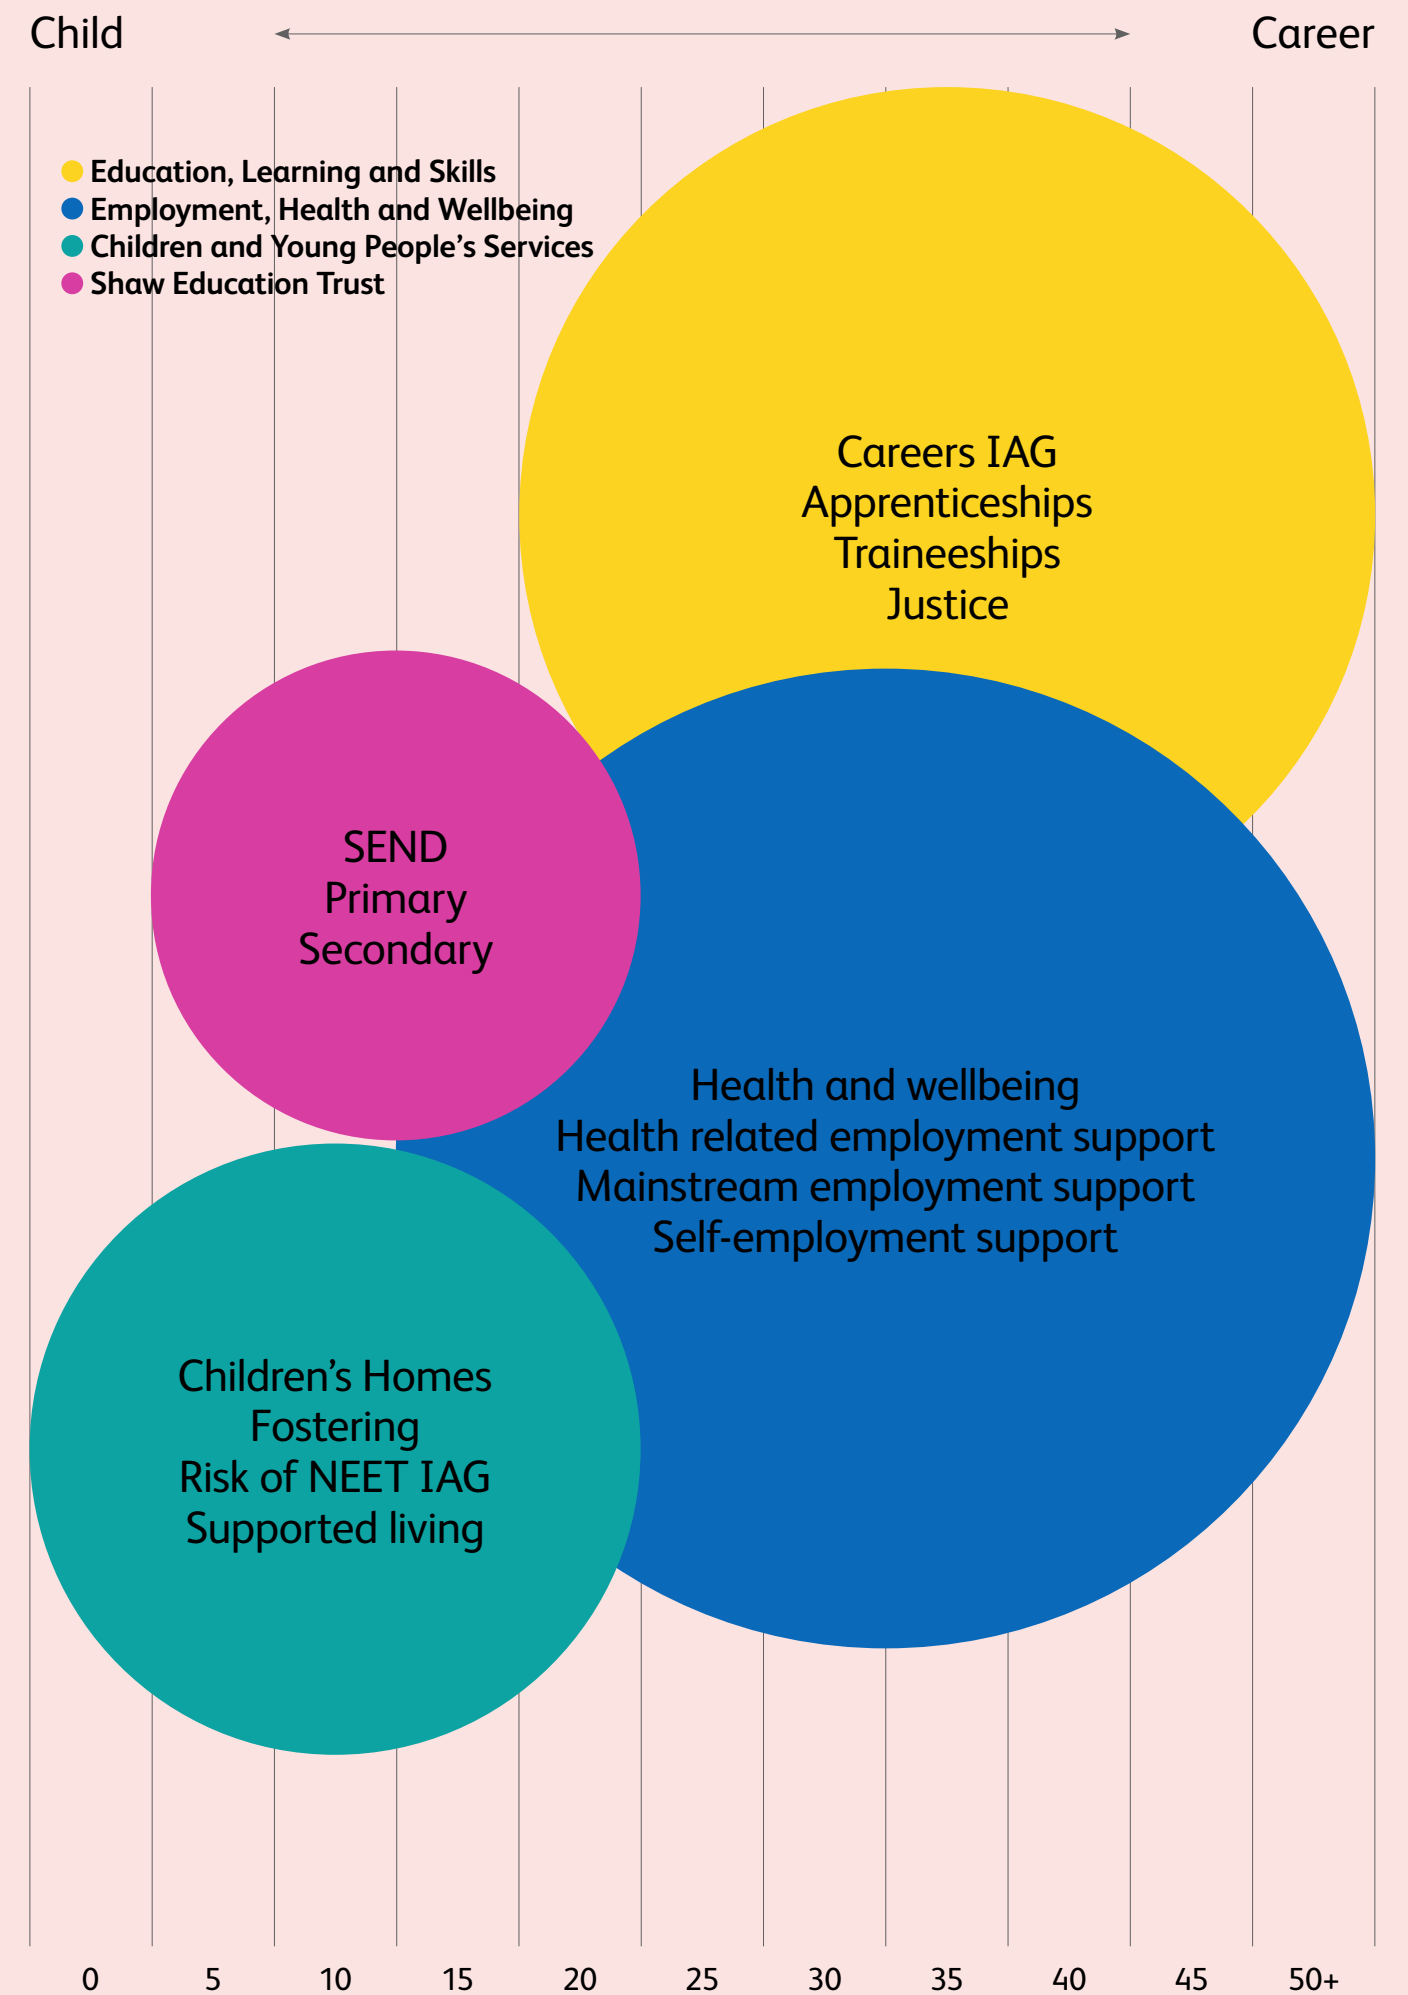 Child
Career
Education, Learning and Skills
Employment, Health and Wellbeing
Children and Young People’s Services
Shaw Education Trust
Careers IAG
Apprenticeships
Traineeships
Justice
SEND
Primary
Secondary
Health and wellbeing
Health related employment support
Mainstream employment support
Self-employment support
Children’s Homes
Fostering
Risk of NEET IAG
Supported living
0 5 10 15 20 25 30 35 40 45 50+